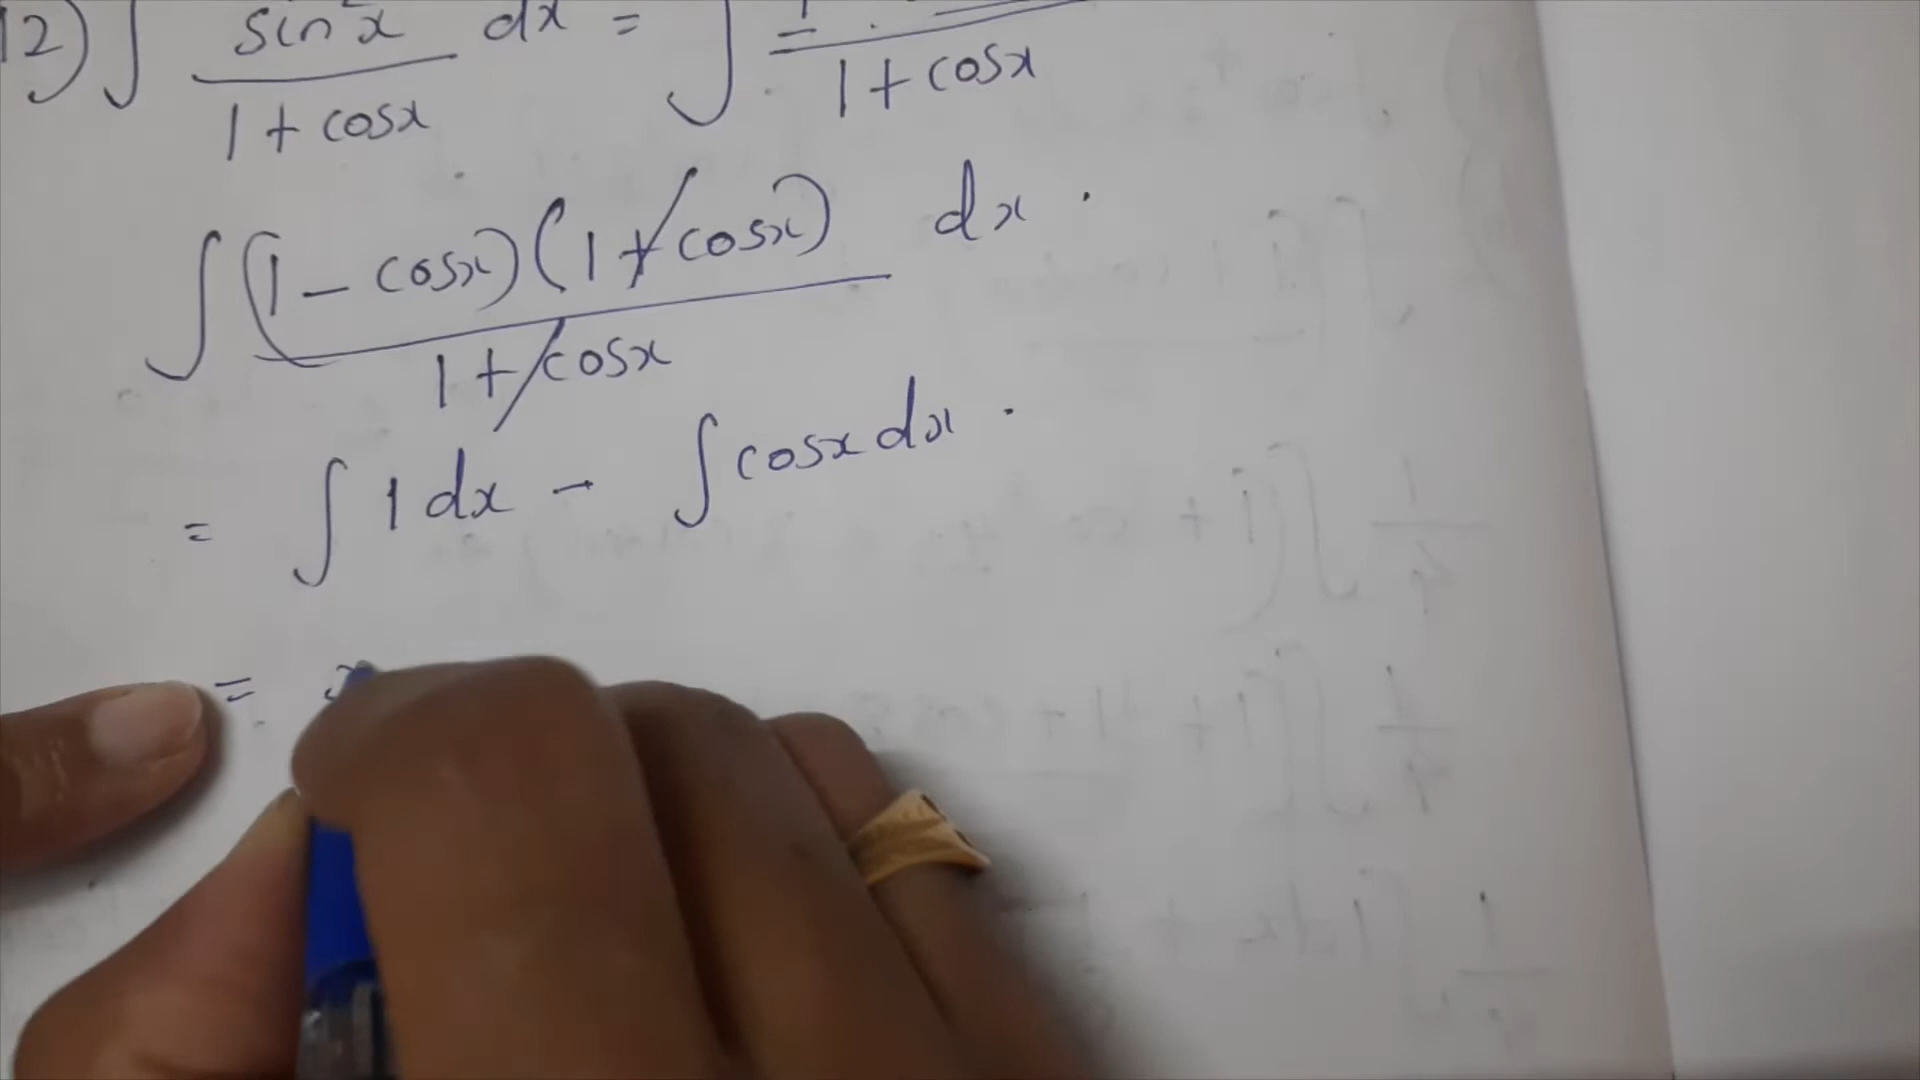 12) ∫ sin²x / 1 + cosx dx = ∫ 1 / 1 + cosx
∫ (1 - cosx)(1 + cosx) / 1 + cosx dx .
= ∫ 1 dx - ∫ cosx dx .
= x